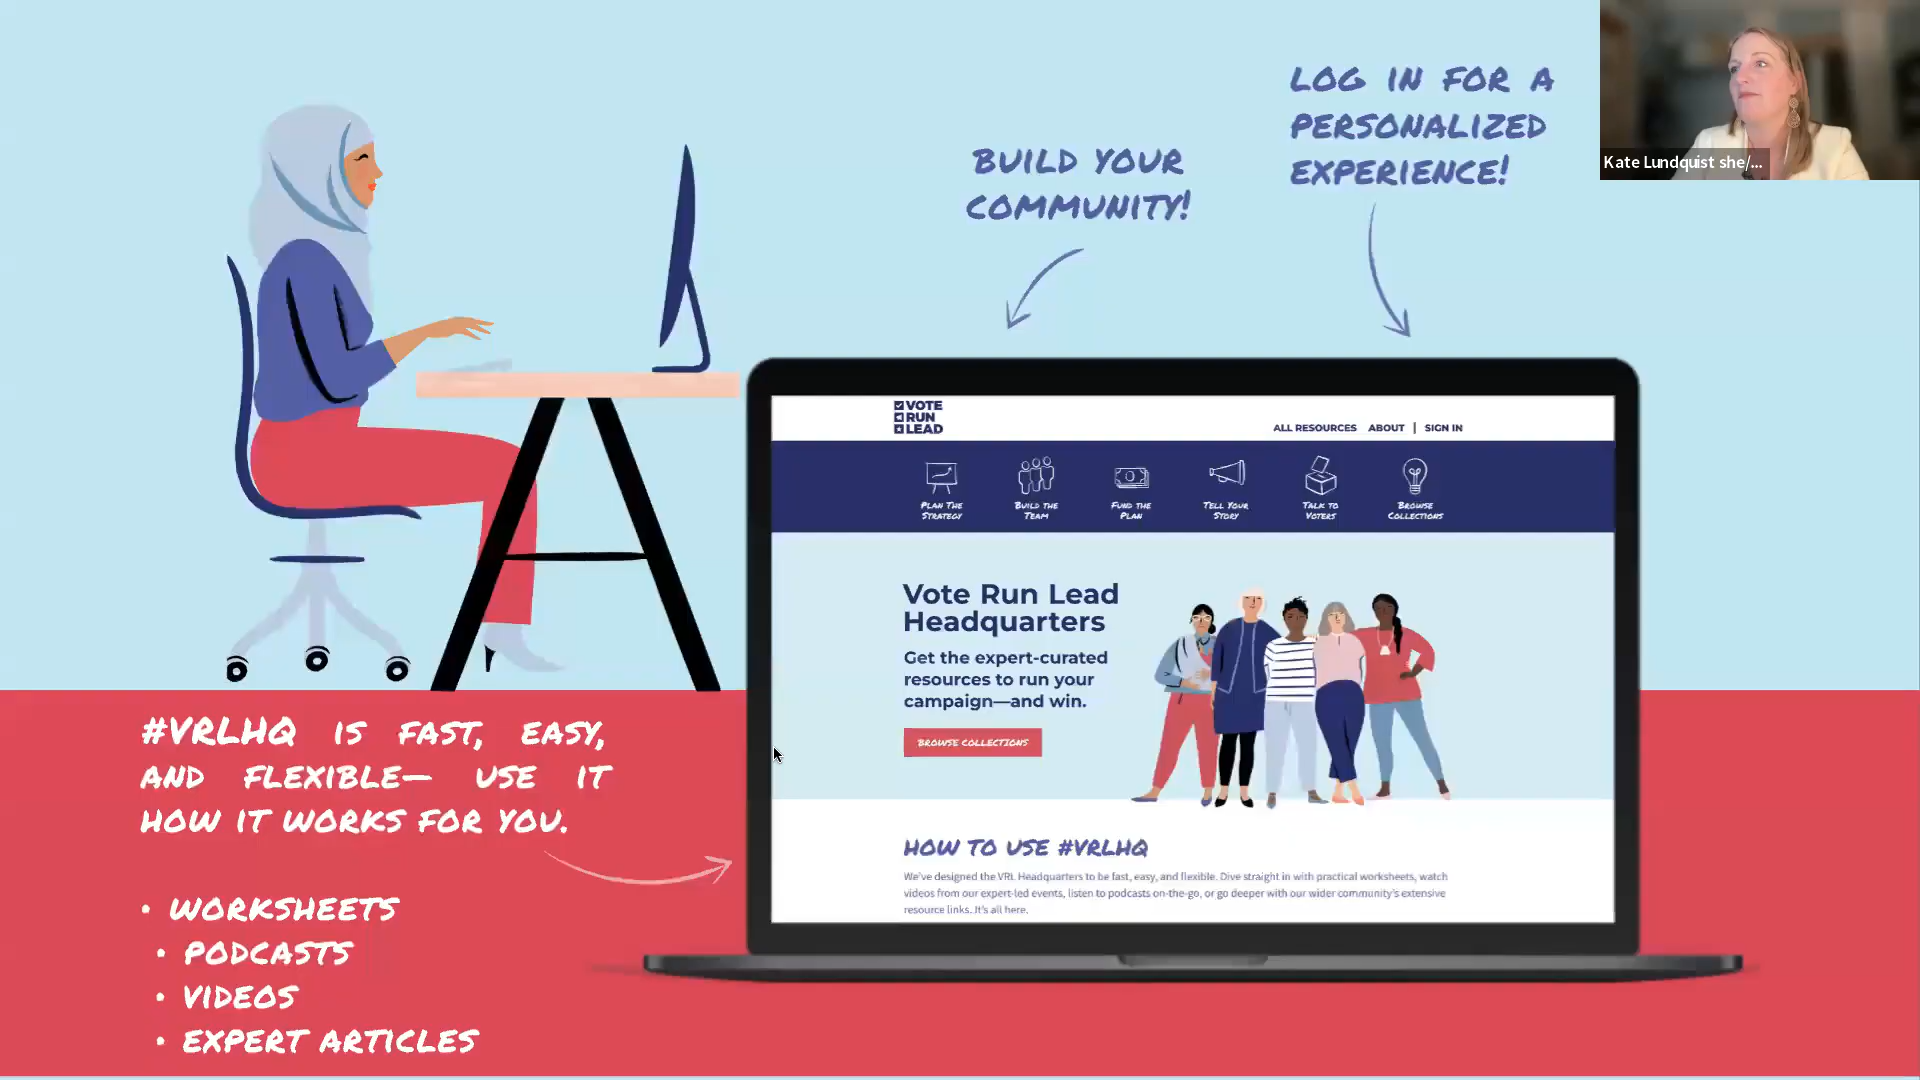 BUILD YOUR
COMMUNITY!
LOG IN FOR A
PERSONALIZED
EXPERIENCE!
Kate Lundquist she/...
VOTE
RUN
LEAD
ALL RESOURCES ABOUT | SIGN IN
PLAN THE
STRATEGY
BUILD THE
TEAM
FUND THE
PLAN
TELL YOUR
STORY
TALK TO
VOTERS
BROWSE
COLLECTIONS
Vote Run Lead
Headquarters
Get the expert-curated
resources to run your
campaign—and win.
BROWSE COLLECTIONS
HOW TO USE #VRLHQ
We've designed the VRL Headquarters to be fast, easy, and flexible. Dive straight in with practical worksheets, watch
videos from our expert-led events, listen to podcasts on-the-go, or go deeper with our wider community's extensive
resource links. It's all here.
#VRLHQ IS FAST, EASY,
AND FLEXIBLE— USE IT
HOW IT WORKS FOR YOU.
• WORKSHEETS
• PODCASTS
• VIDEOS
• EXPERT ARTICLES